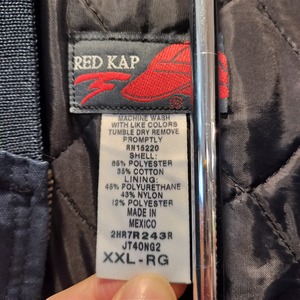 RED KAP
MACHINE WASH
WITH LIKE COLORS
TUMBLE DRY REMOVE
PROMPTLY
RN15220
SHELL:
65% POLYESTER
35% COTTON
LINING:
45% POLYURETHANE
43% NYLON
12% POLYESTER
MADE IN
MEXICO
2HR7R243R
JT40NG2
XXL-RG